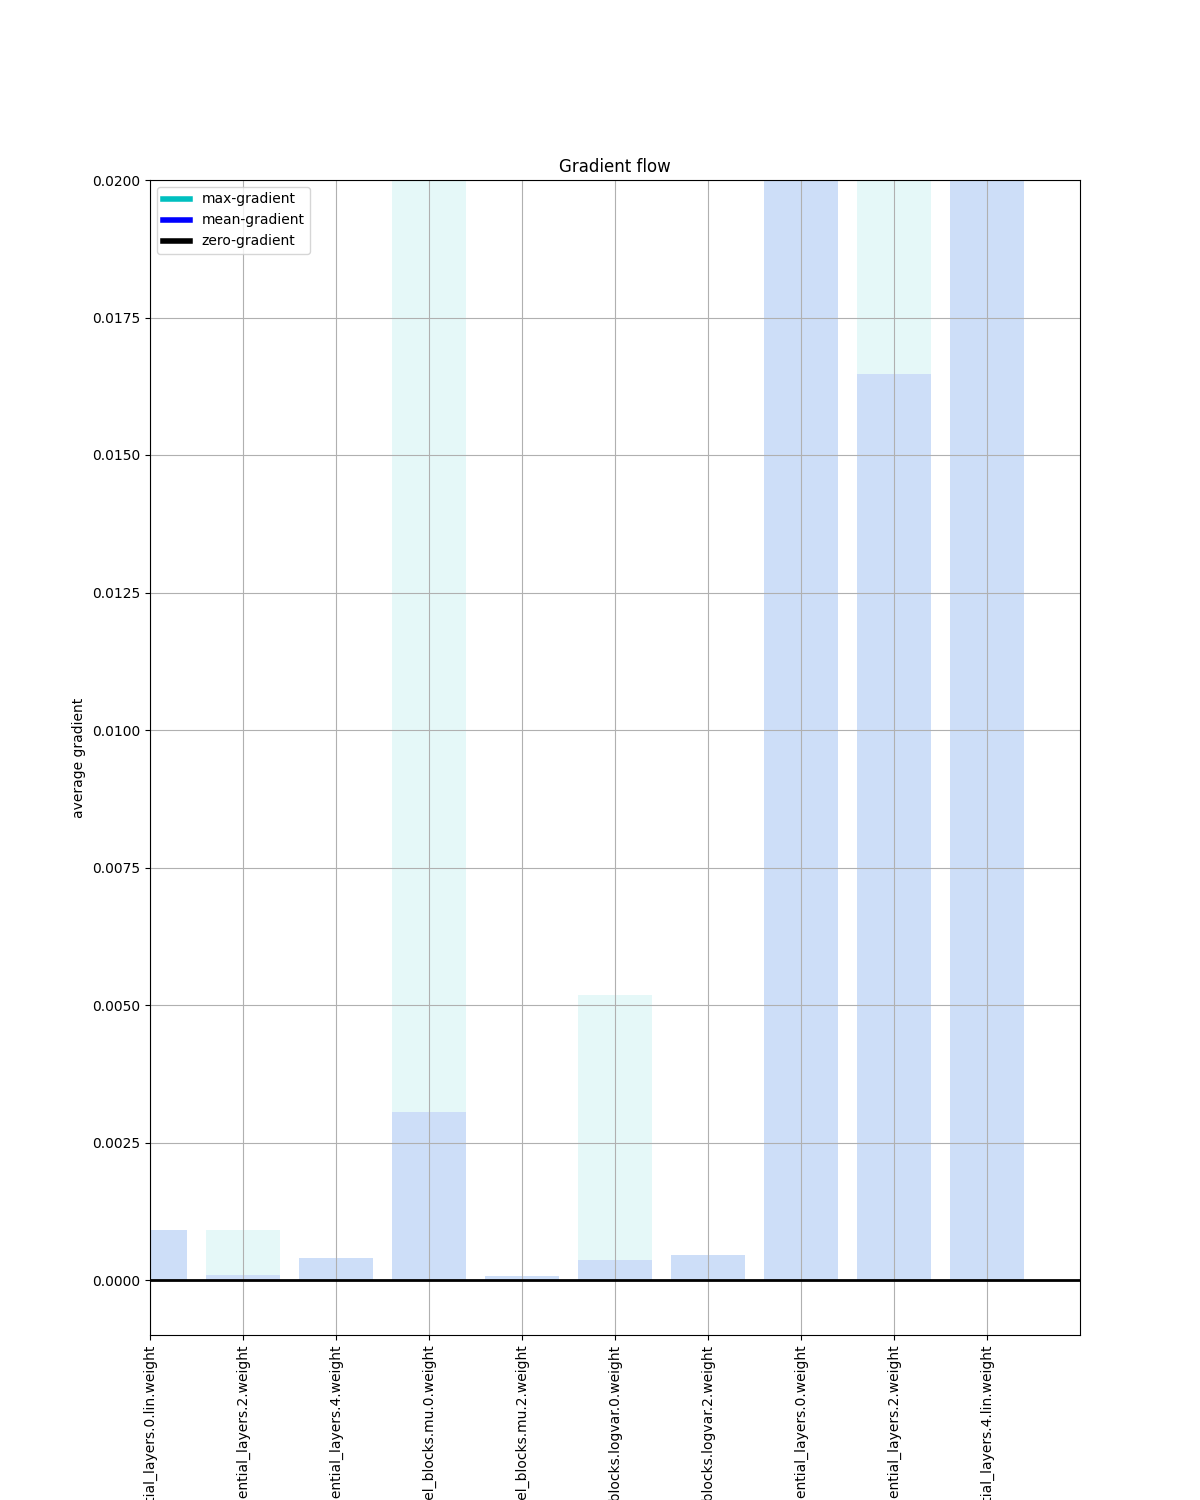 Gradient flow
max-gradient
mean-gradient
zero-gradient
0.0200
0.0175
0.0150
0.0125
0.0100
0.0075
0.0050
0.0025
0.0000
average gradient
tial_layers.0.lin.weight
ential_layers.2.weight
ential_layers.4.weight
el_blocks.mu.0.weight
el_blocks.mu.2.weight
blocks.logvar.0.weight
blocks.logvar.2.weight
ential_layers.0.weight
ential_layers.2.weight
tial_layers.4.lin.weight